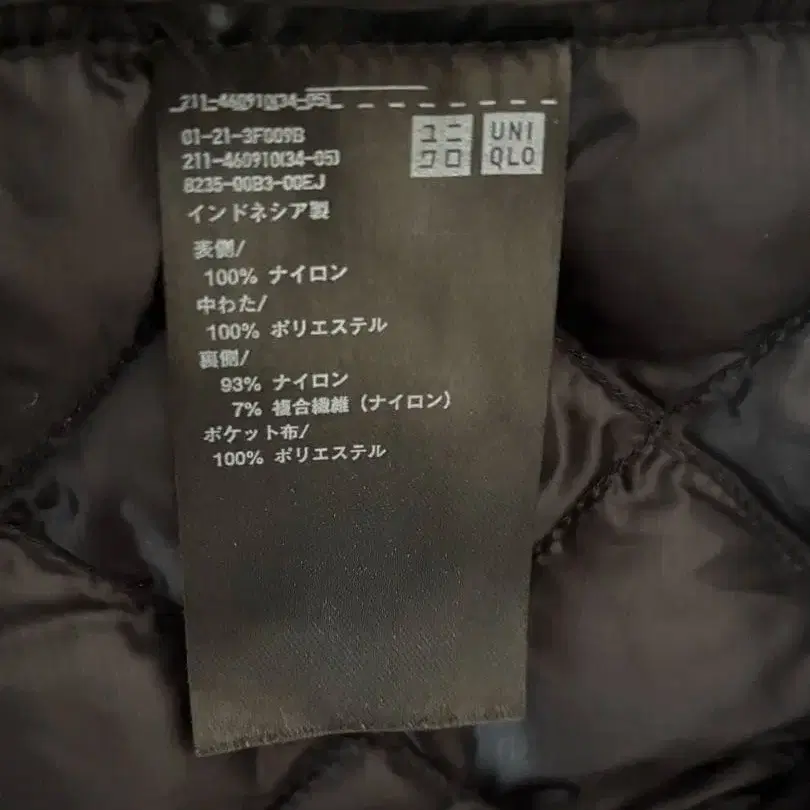 211-460910(34-05)
ユニ
クロ
UNI
QLO
01-21-3F009B
211-460910(34-05)
8235-00B3-00EJ
インドネシア製
表側/
100% ナイロン
中わた/
100% ポリエステル
裏側/
93% ナイロン
7% 複合繊維 (ナイロン)
ポケット布/
100% ポリエステル